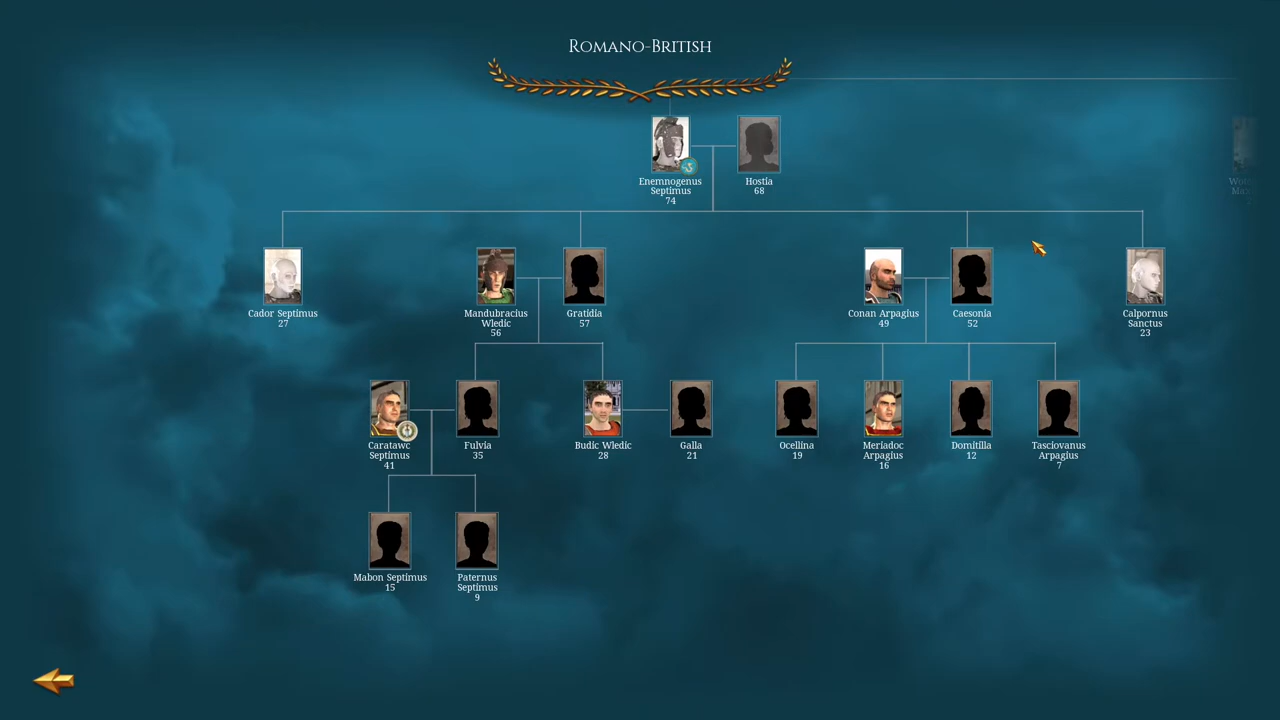 Romano-British
Enemnogenus
Septimus
74
Hostia
68
Cador Septimus
27
Mandubracius
Wledic
56
Gratidia
57
Conan Arpagius
49
Caesonia
52
Calpornus
Sanctus
23
Caratawc
Septimus
41
Fulvia
35
Budic Wledic
28
Galla
21
Ocellina
19
Meriadoc
Arpagius
16
Domitilla
12
Tasciovanus
Arpagius
7
Mabon Septimus
15
Paternus
Septimus
9